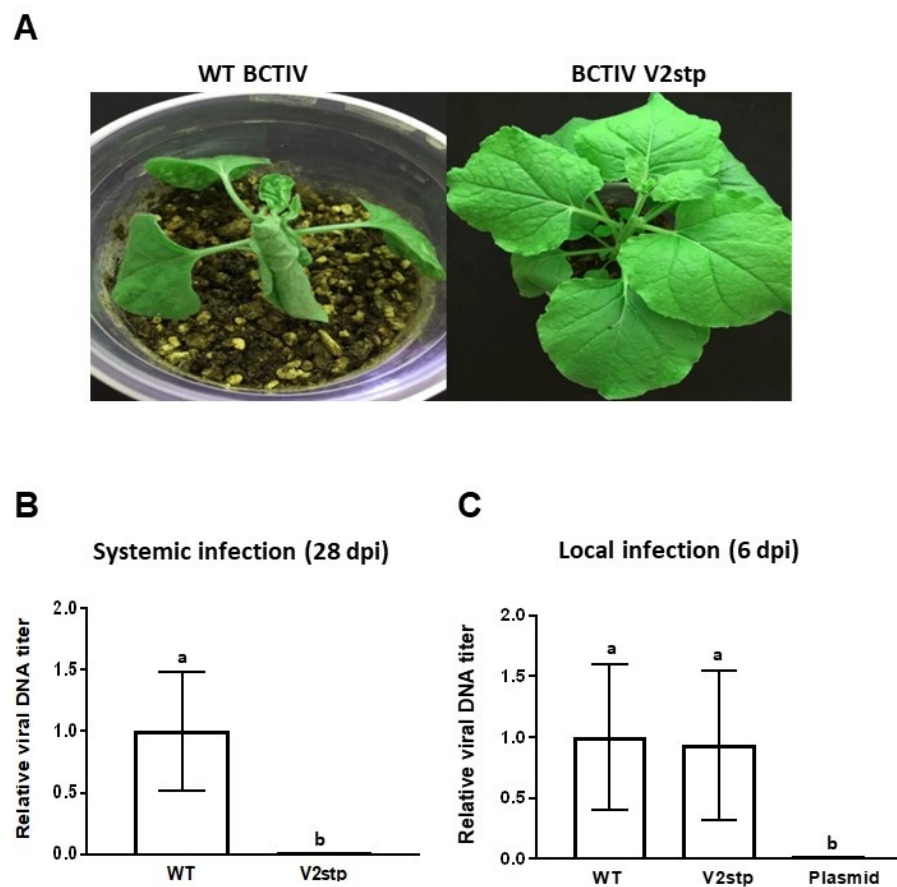 A
WT BCTIV
BCTIV V2stp
B
Systemic infection (28 dpi)
Relative viral DNA titer
2.0
1.5
1.0
0.5
0.0
a
b
WT
V2stp
C
Local infection (6 dpi)
Relative viral DNA titer
2.0
1.5
1.0
0.5
0.0
a
a
b
WT
V2stp
Plasmid